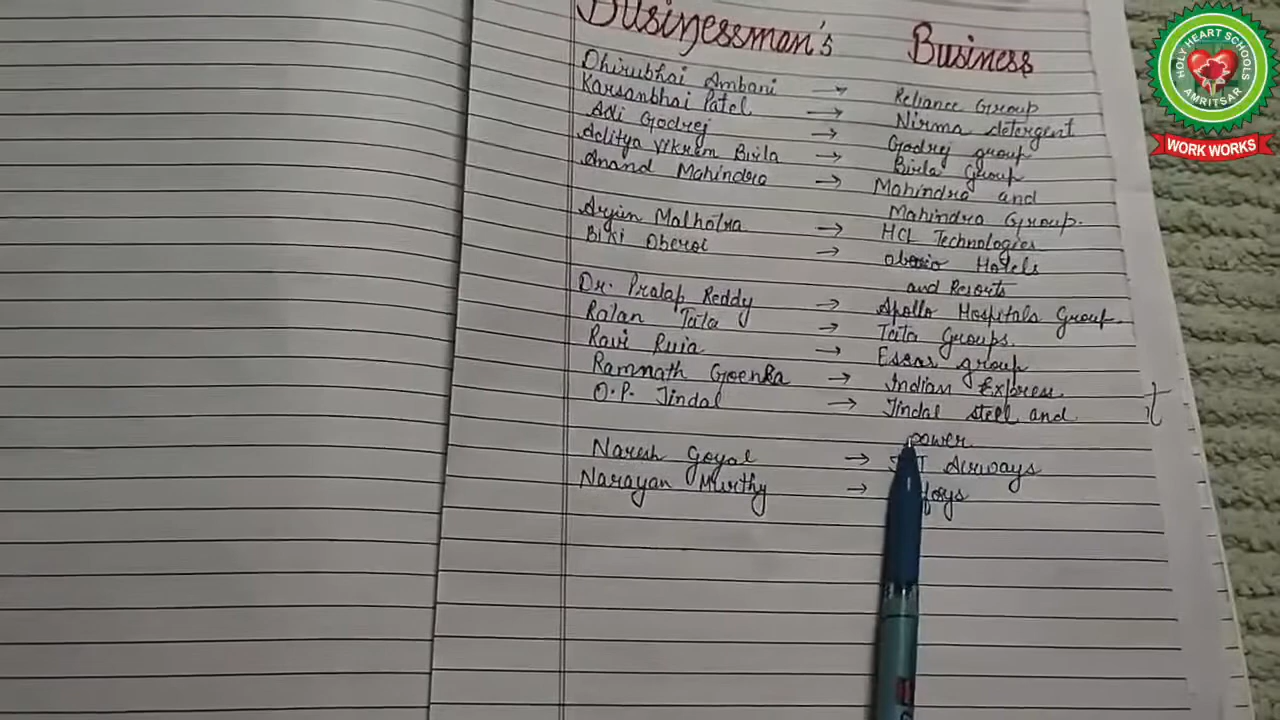 Businessman's Business
Dhirubhai Ambani → Reliance Group
Karsanbhai Patel → Nirma detergent
Adi Godrej → Godrej group
Aditya Vikram Birla → Birla group
Anand Mahindra → Mahindra and
Mahindra Group.
Arjun Malhotra → HCL Technologies
Biki Oberoi → Hotels
and Resorts
Dr. Pratap Reddy → Apollo Hospitals Group.
Ratan Tata → Tata Groups.
Ravi Ruia → Essar group
Ramnath Goenka → Indian Express
O.P. Jindal → Jindal steel and
power
Naresh Goyal → Airways
Narayan Murthy →
t
HOLY HEART SCHOOLS
AMRITSAR
WORK WORKS